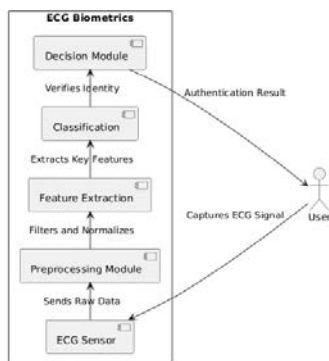 ECG Biometrics
Decision Module
Verifies Identity
Authentication Result
Classification
Extracts Key Features
Feature Extraction
Captures ECG Signal
User
Filters and Normalizes
Preprocessing Module
Sends Raw Data
ECG Sensor